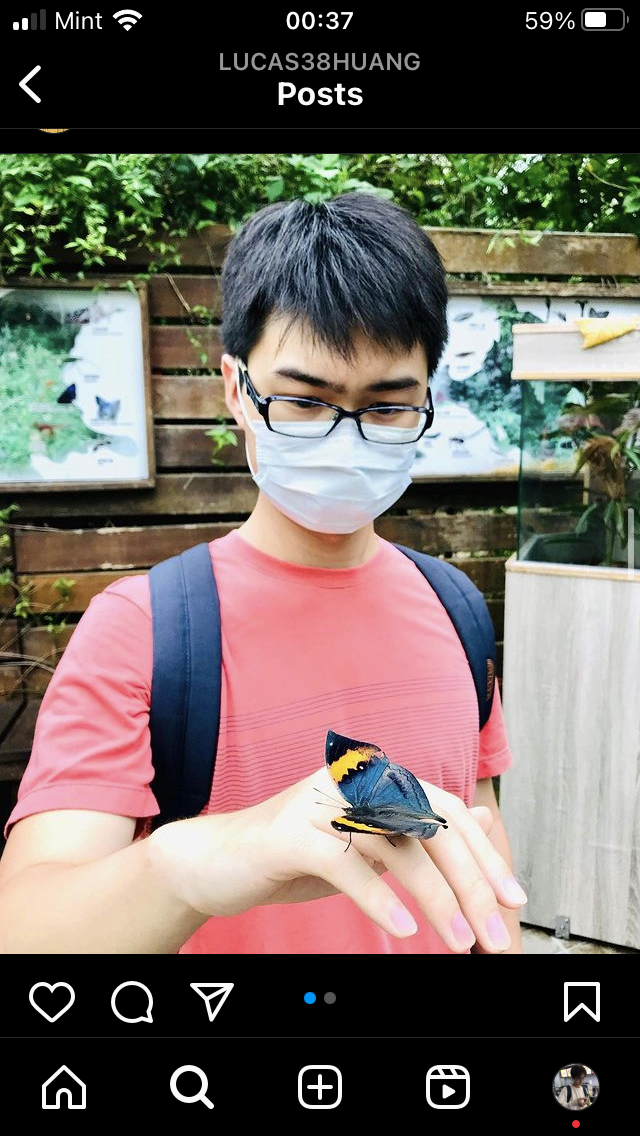 Mint 00:37 59%
LUCAS38HUANG
Posts